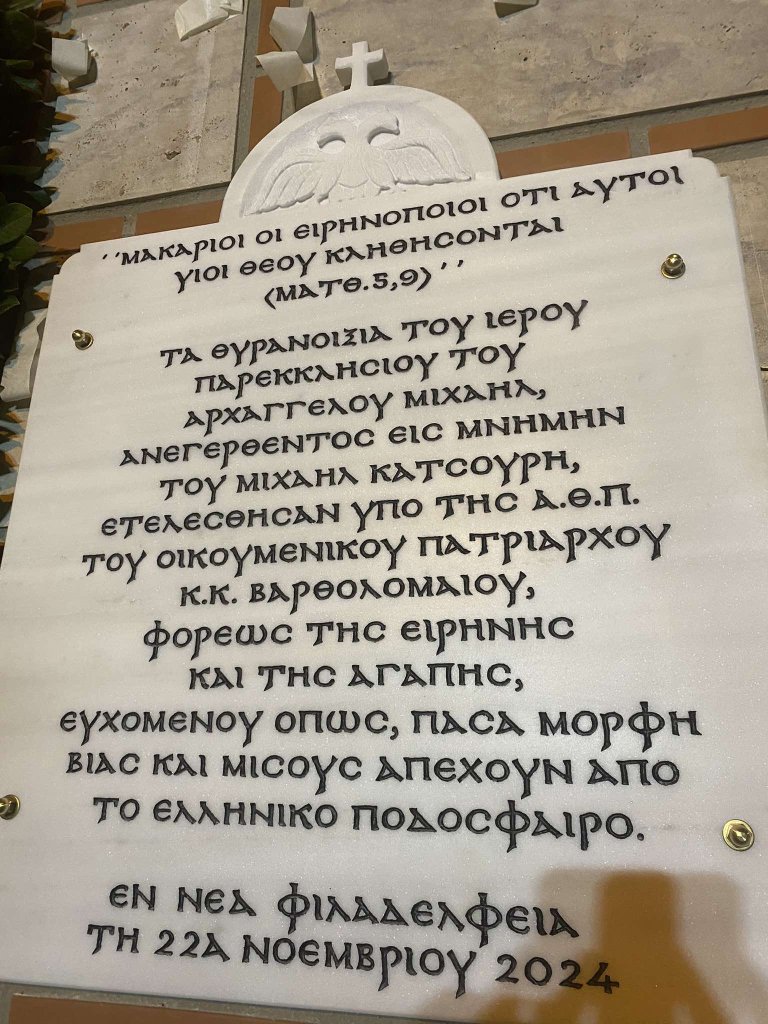 ''ΜΑΚΑΡΙΟΙ ΟΙ ΕΙΡΗΝΟΠΟΙΟΙ ΟΤΙ ΑΥΤΟΙ
ΥΙΟΙ ΘΕΟΥ ΚΛΗΘΗϹΟΝΤΑΙ
(ΜΑΤΘ.5,9)''
ΤΑ ΘΥΡΑΝΟΙΞΙΑ ΤΟΥ ΙΕΡΟΥ
ΠΑΡΕΚΚΛΗϹΙΟΥ ΤΟΥ
ΑΡΧΑΓΓΕΛΟΥ ΜΙΧΑΗΛ,
ΑΝΕΓΕΡΘΕΝΤΟϹ ΕΙϹ ΜΝΗΜΗΝ
ΤΟΥ ΜΙΧΑΗΛ ΚΑΤϹΟΥΡΗ,
ΕΤΕΛΕϹΘΗϹΑΝ ΥΠΟ ΤΗϹ Α.Θ.Π.
ΤΟΥ ΟΙΚΟΥΜΕΝΙΚΟΥ ΠΑΤΡΙΑΡΧΟΥ
Κ.Κ. ΒΑΡΘΟΛΟΜΑΙΟΥ,
ΦΟΡΕΩϹ ΤΗϹ ΕΙΡΗΝΗϹ
ΚΑΙ ΤΗϹ ΑΓΑΠΗϹ,
ΕΥΧΟΜΕΝΟΥ ΟΠΩϹ, ΠΑϹΑ ΜΟΡΦΗ
ΒΙΑϹ ΚΑΙ ΜΙϹΟΥϹ ΑΠΕΧΟΥΝ ΑΠΟ
ΤΟ ΕΛΛΗΝΙΚΟ ΠΟΔΟϹΦΑΙΡΟ.
ΕΝ ΝΕΑ ΦΙΛΑΔΕΛΦΕΙΑ
ΤΗ 22Α ΝΟΕΜΒΡΙΟΥ 2024